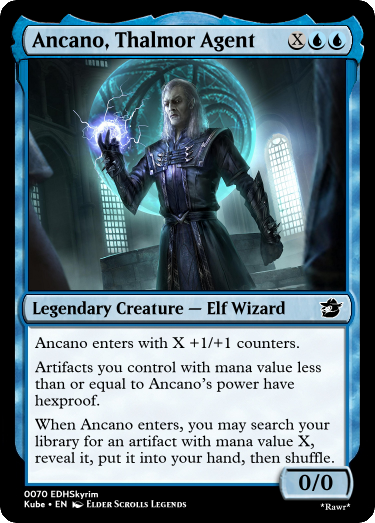 Ancano, Thalmor Agent X
Legendary Creature — Elf Wizard
Ancano enters with X +1/+1 counters.
Artifacts you control with mana value less
than or equal to Ancano's power have
hexproof.
When Ancano enters, you may search your
library for an artifact with mana value X,
reveal it, put it into your hand, then shuffle.
0/0
0070 EDHSkyrim
Kube • EN Elder Scrolls Legends
*Rawr*